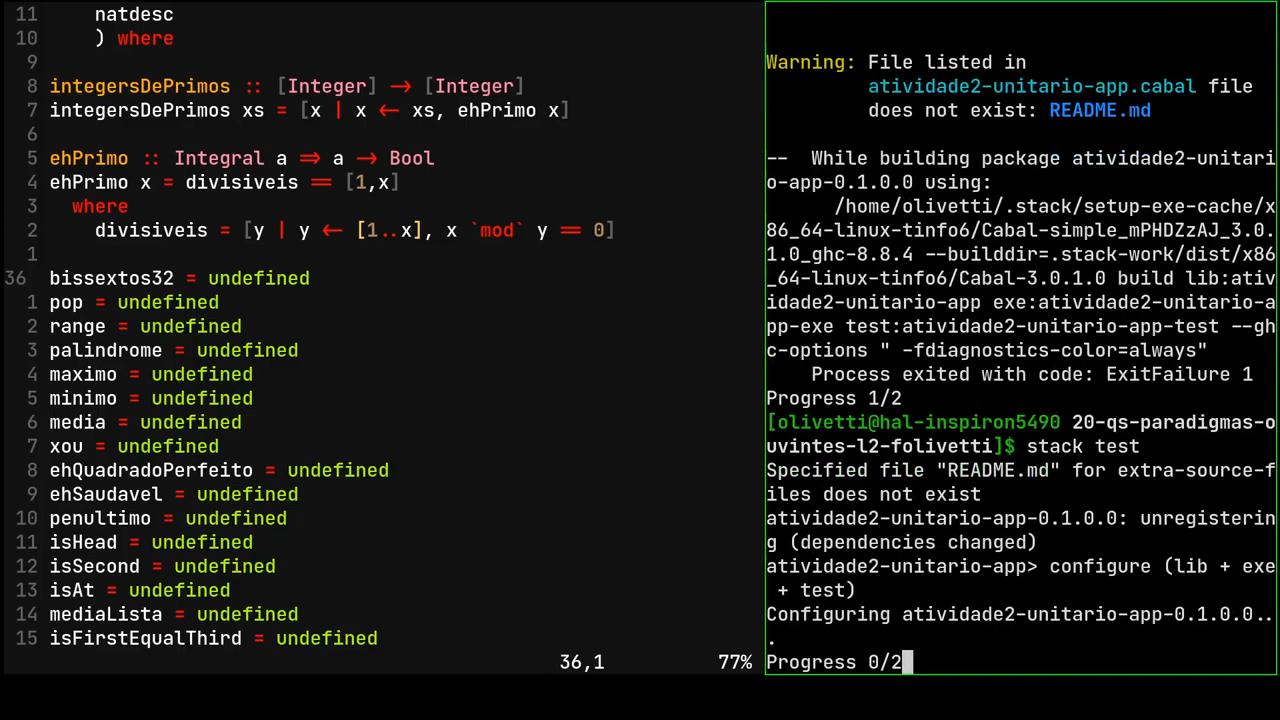 11     natdesc
10     ) where
9
8 integersDePrimos :: [Integer] → [Integer]
7 integersDePrimos xs = [x | x ← xs, ehPrimo x]
6
5 ehPrimo :: Integral a ⇒ a → Bool
4 ehPrimo x = divisiveis == [1,x]
3   where
2     divisiveis = [y | y ← [1..x], x `mod` y == 0]
1
36 bissextos32 = undefined
1 pop = undefined
2 range = undefined
3 palindrome = undefined
4 maximo = undefined
5 minimo = undefined
6 media = undefined
7 xou = undefined
8 ehQuadradoPerfeito = undefined
9 ehSaudavel = undefined
10 penultimo = undefined
11 isHead = undefined
12 isSecond = undefined
13 isAt = undefined
14 mediaLista = undefined
15 isFirstEqualThird = undefined
36,1 77%
Warning: File listed in
atividade2-unitario-app.cabal file
does not exist: README.md
--  While building package atividade2-unitari
o-app-0.1.0.0 using:
/home/olivetti/.stack/setup-exe-cache/x
86_64-linux-tinfo6/Cabal-simple_mPHDZzAJ_3.0.
1.0_ghc-8.8.4 --builddir=.stack-work/dist/x86
_64-linux-tinfo6/Cabal-3.0.1.0 build lib:ativ
idade2-unitario-app exe:atividade2-unitario-a
pp-exe test:atividade2-unitario-app-test --gh
c-options " -fdiagnostics-color=always"
Process exited with code: ExitFailure 1
Progress 1/2
[olivetti@hal-inspiron5490 20-qs-paradigmas-o
uvintes-l2-folivetti]$ stack test
Specified file "README.md" for extra-source-f
iles does not exist
atividade2-unitario-app-0.1.0.0: unregisterin
g (dependencies changed)
atividade2-unitario-app> configure (lib + exe
+ test)
Configuring atividade2-unitario-app-0.1.0.0..
.
Progress 0/2